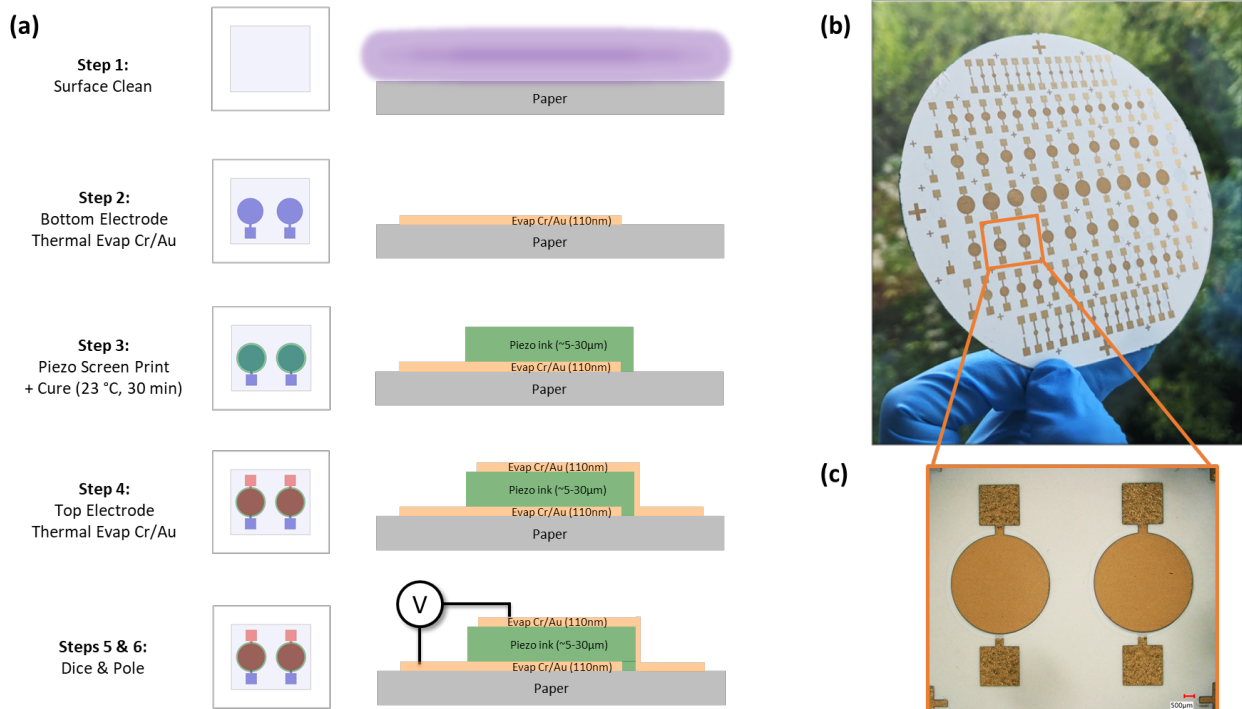 (a)
Step 1:
Surface Clean
Paper
Step 2:
Bottom Electrode
Thermal Evap Cr/Au
Evap Cr/Au (110nm)
Paper
Step 3:
Piezo Screen Print
+ Cure (23 °C, 30 min)
Piezo ink (~5-30µm)
Evap Cr/Au (110nm)
Paper
Step 4:
Top Electrode
Thermal Evap Cr/Au
Evap Cr/Au (110nm)
Piezo ink (~5-30µm)
Evap Cr/Au (110nm)
Paper
Steps 5 & 6:
Dice & Pole
V
Evap Cr/Au (110nm)
Piezo ink (~5-30µm)
Evap Cr/Au (110nm)
Paper
(b)
(c)
500µm